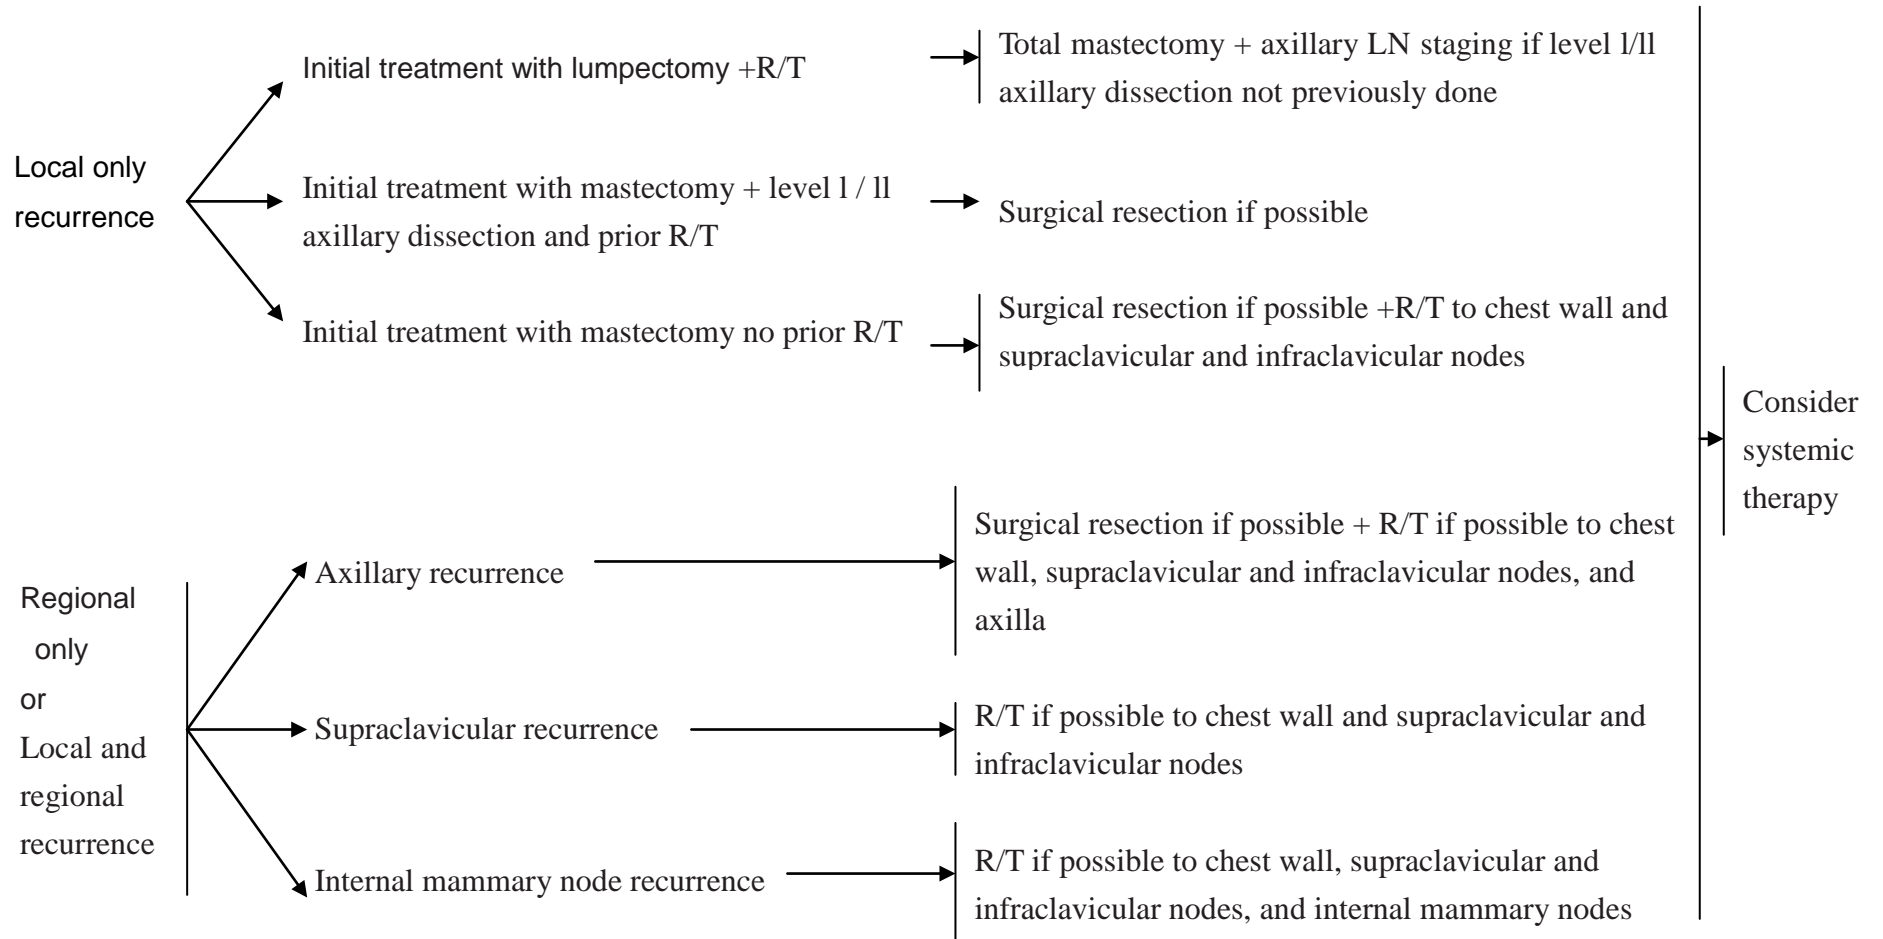 Local only
recurrence
Initial treatment with lumpectomy +R/T
Total mastectomy + axillary LN staging if level l/ll
axillary dissection not previously done
Initial treatment with mastectomy + level l / ll
axillary dissection and prior R/T
Surgical resection if possible
Initial treatment with mastectomy no prior R/T
Surgical resection if possible +R/T to chest wall and
supraclavicular and infraclavicular nodes
Regional
only
or
Local and
regional
recurrence
Axillary recurrence
Surgical resection if possible + R/T if possible to chest
wall, supraclavicular and infraclavicular nodes, and
axilla
Supraclavicular recurrence
R/T if possible to chest wall and supraclavicular and
infraclavicular nodes
Internal mammary node recurrence
R/T if possible to chest wall, supraclavicular and
infraclavicular nodes, and internal mammary nodes
Consider
systemic
therapy